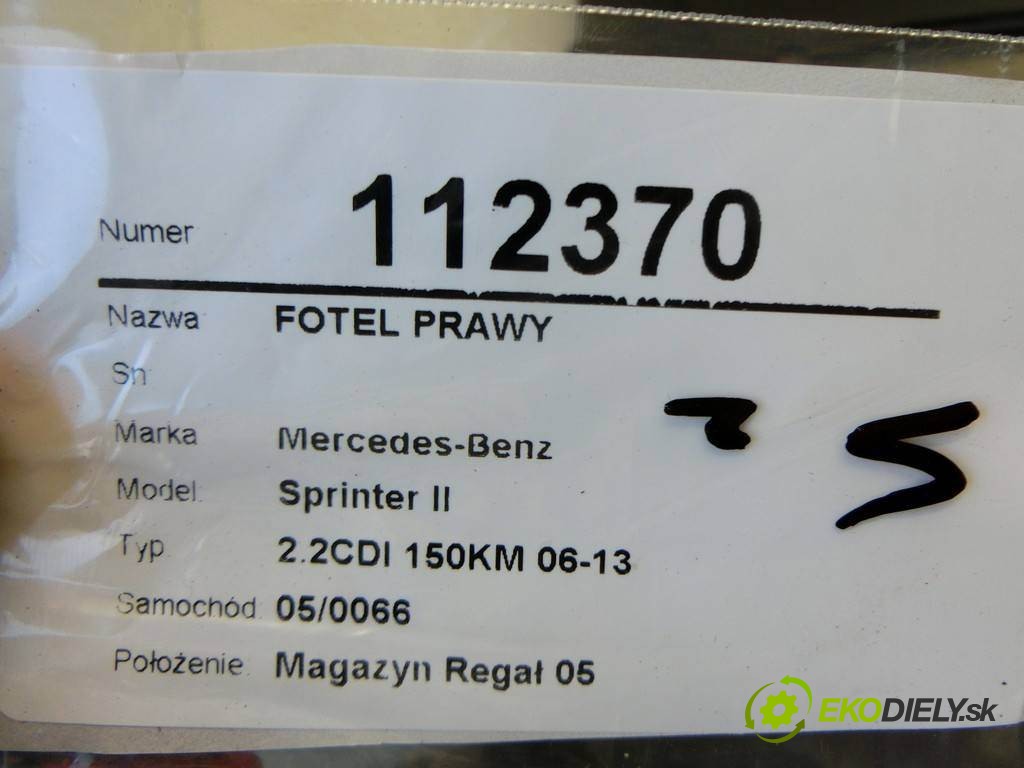 Numer 112370
Nazwa FOTEL PRAWY
Sn
Marka Mercedes-Benz
Model Sprinter II
Typ 2.2CDI 150KM 06-13
Samochód 05/0066
Położenie Magazyn Regał 05
EKODIELY.sk